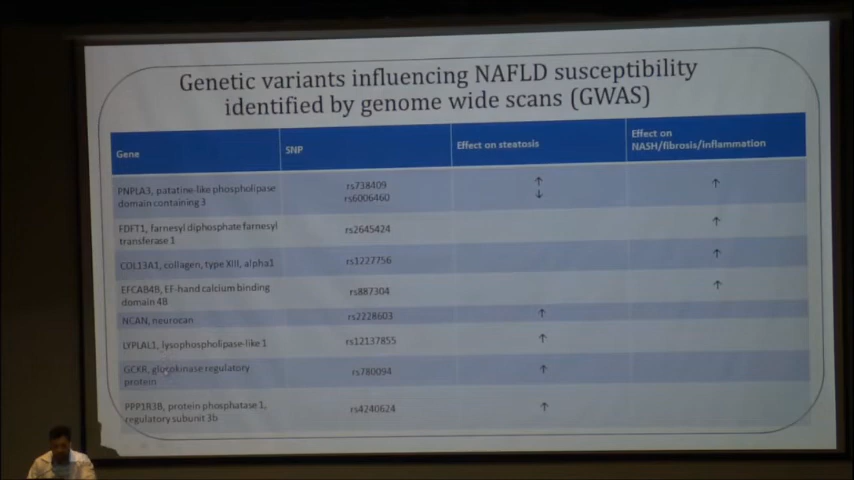 Genetic variants influencing NAFLD susceptibility
identified by genome wide scans (GWAS)
Gene
SNP
Effect on steatosis
Effect on
NASH/fibrosis/inflammation
PNPLA3, patatine-like phospholipase
domain containing 3
rs738409
rs6006460
↑
↓
↑
FDFT1, farnesyl diphosphate farnesyl
transferase 1
rs2645424
↑
COL13A1, collagen, type XIII, alpha1
rs1227756
↑
EFCAB4B, EF-hand calcium binding
domain 4B
rs887304
↑
NCAN, neurocan
rs2228603
↑
LYPLAL1, lysophospholipase-like 1
rs12137855
↑
GCKR, glucokinase regulatory
protein
rs780094
↑
PPP1R3B, protein phosphatase 1,
regulatory subunit 3b
rs4240624
↑